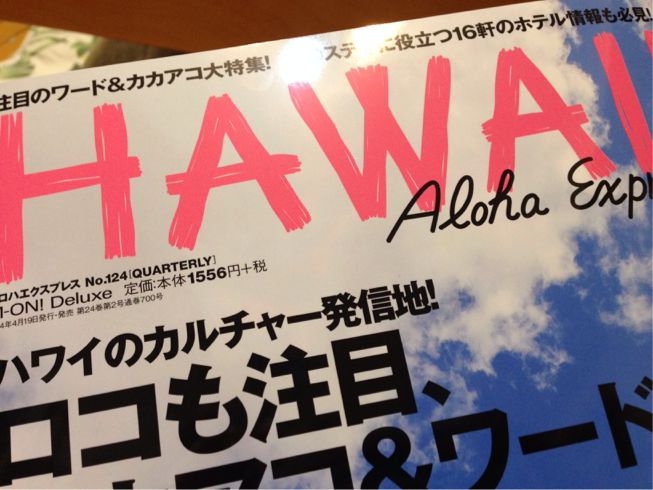 注目のワード&カカアコ大特集!
ステイに役立つ16軒のホテル情報も必見!
HAWAI
Aloha Expr
ロハエクスプレス No.124 [QUARTERLY]
M-ON! Deluxe 定価:本体1556円+税
4年4月19日発行・発売 第24巻第2号通巻700号
ハワイのカルチャー発信地!
ロコも注目、
カアコ&ワード